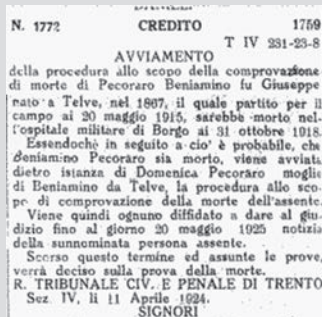 N. 1772 CREDITO 1759
T IV 231-23-8
AVVIAMENTO
della procedura allo scopo della comprovazione
di morte di Pecoraro Beniamino fu Giuseppe
nato a Telve, nel 1867, il quale partito per il
campo ai 20 maggio 1915, sarebbe morto nel-
l'ospitale militare di Borgo ai 31 ottobre 1918.
Essendochè in seguito a cio' è probabile, che
Beniamino Pecoraro sia morto, viene avviata
dietro istanza di Domenica Pecoraro moglie
di Beniamino da Telve, la procedura allo sco-
po di comprovazione della morte dell'assente.
Viene quindi ognuno diffidato a dare al giu-
dizio fino al giorno 20 maggio 1925 notizia
della sunnominata persona assente.
Scorso questo termine ed assunte le prove,
verrà deciso sulla prova della morte.
R. TRIBUNALE CIV. E PENALE DI TRENTO
Sez. IV, li 11 Aprile 1924.
SIGNORI